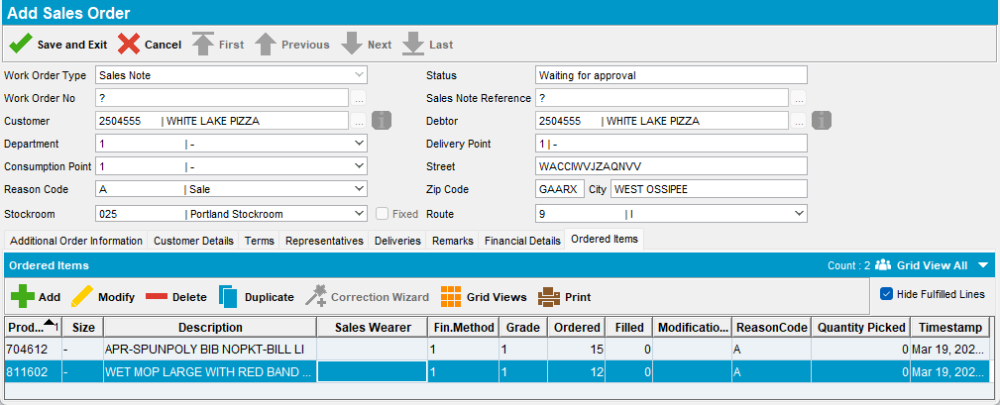 Add Sales Order
Save and Exit Cancel First Previous Next Last
Work Order Type Sales Note Status Waiting for approval
Work Order No ? ... Sales Note Reference ? ...
Customer 2504555 | WHITE LAKE PIZZA ... i Debtor 2504555 | WHITE LAKE PIZZA ... i
Department 1 | - Delivery Point 1 | -
Consumption Point 1 | - Street WACCIWVJZAQNVV
Reason Code A | Sale Zip Code GAARX City WEST OSSIPEE
Stockroom 025 | Portland Stockroom Fixed Route 9 | I
Additional Order Information Customer Details Terms Representatives Deliveries Remarks Financial Details Ordered Items
Ordered Items Count : 2 Grid View All
Add Modify Delete Duplicate Correction Wizard Grid Views Print Hide Fulfilled Lines
Prod... 1 Size Description Sales Wearer Fin.Method Grade Ordered Filled Modificatio... ReasonCode Quantity Picked Timestamp
704612 - APR-SPUNPOLY BIB NOPKT-BILL LI 1 1 15 0 A 0 Mar 19, 202...
811602 - WET MOP LARGE WITH RED BAND ... 1 1 12 0 A 0 Mar 19, 202...